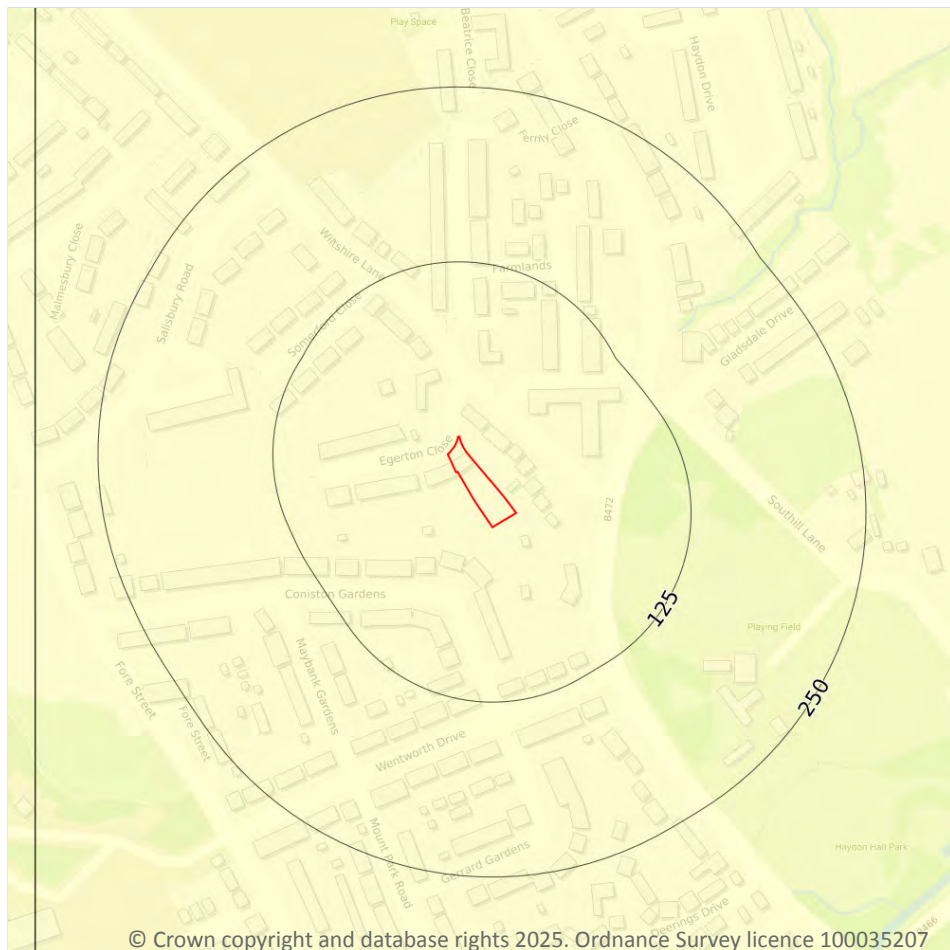 Play Space
Beatrice Close
Haydon Drive
Ferny Close
Malmesbury Close
Salisbury Road
Wiltshire Lane
Farmlands
Somerford Close
Gladsdale Drive
Egerton Close
B472
Southill Lane
Coniston Gardens
125
Playing Field
Maybank Gardens
Fore Street
Fore Street
250
Wentworth Drive
Mount Park Road
Gerrard Gardens
Haydon Hall Park
Deerings Drive
© Crown copyright and database rights 2025. Ordnance Survey licence 100035207